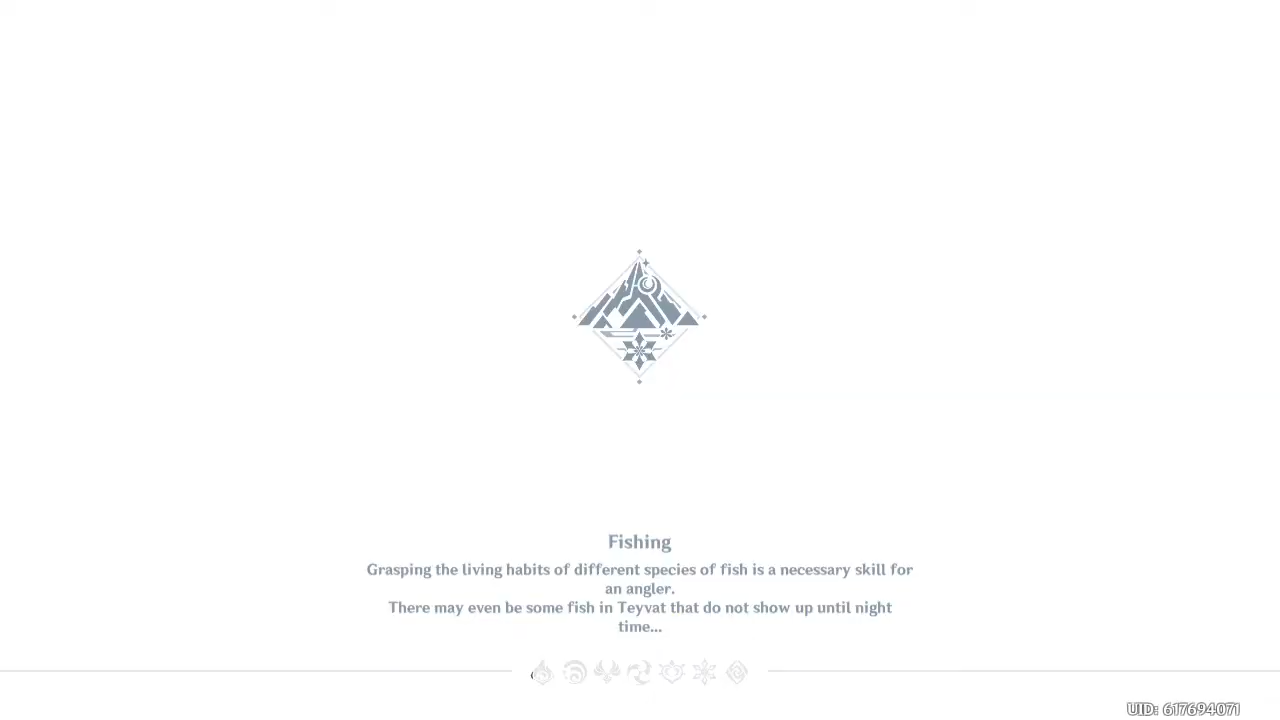 Fishing
Grasping the living habits of different species of fish is a necessary skill for
an angler.
There may even be some fish in Teyvat that do not show up until night
time...
UID: 617694071